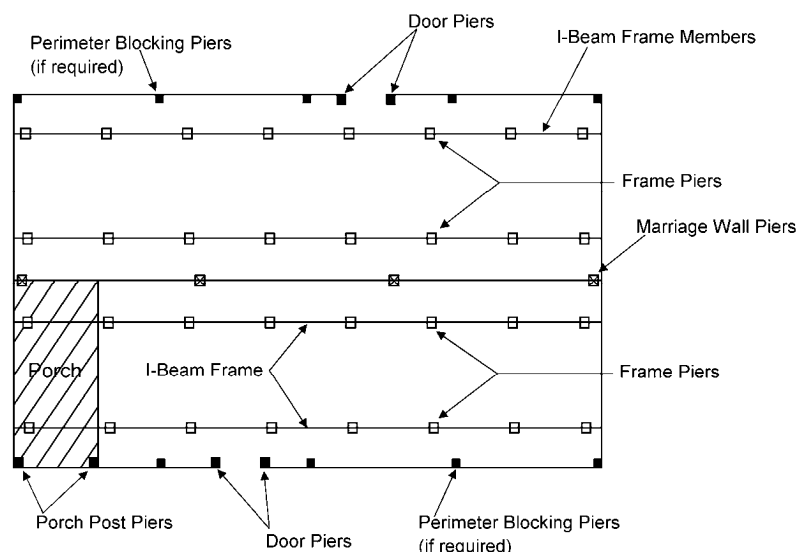 Door Piers
Perimeter Blocking Piers
(if required)
I-Beam Frame Members
Frame Piers
Marriage Wall Piers
Porch
I-Beam Frame
Frame Piers
Porch Post Piers
Door Piers
Perimeter Blocking Piers
(if required)